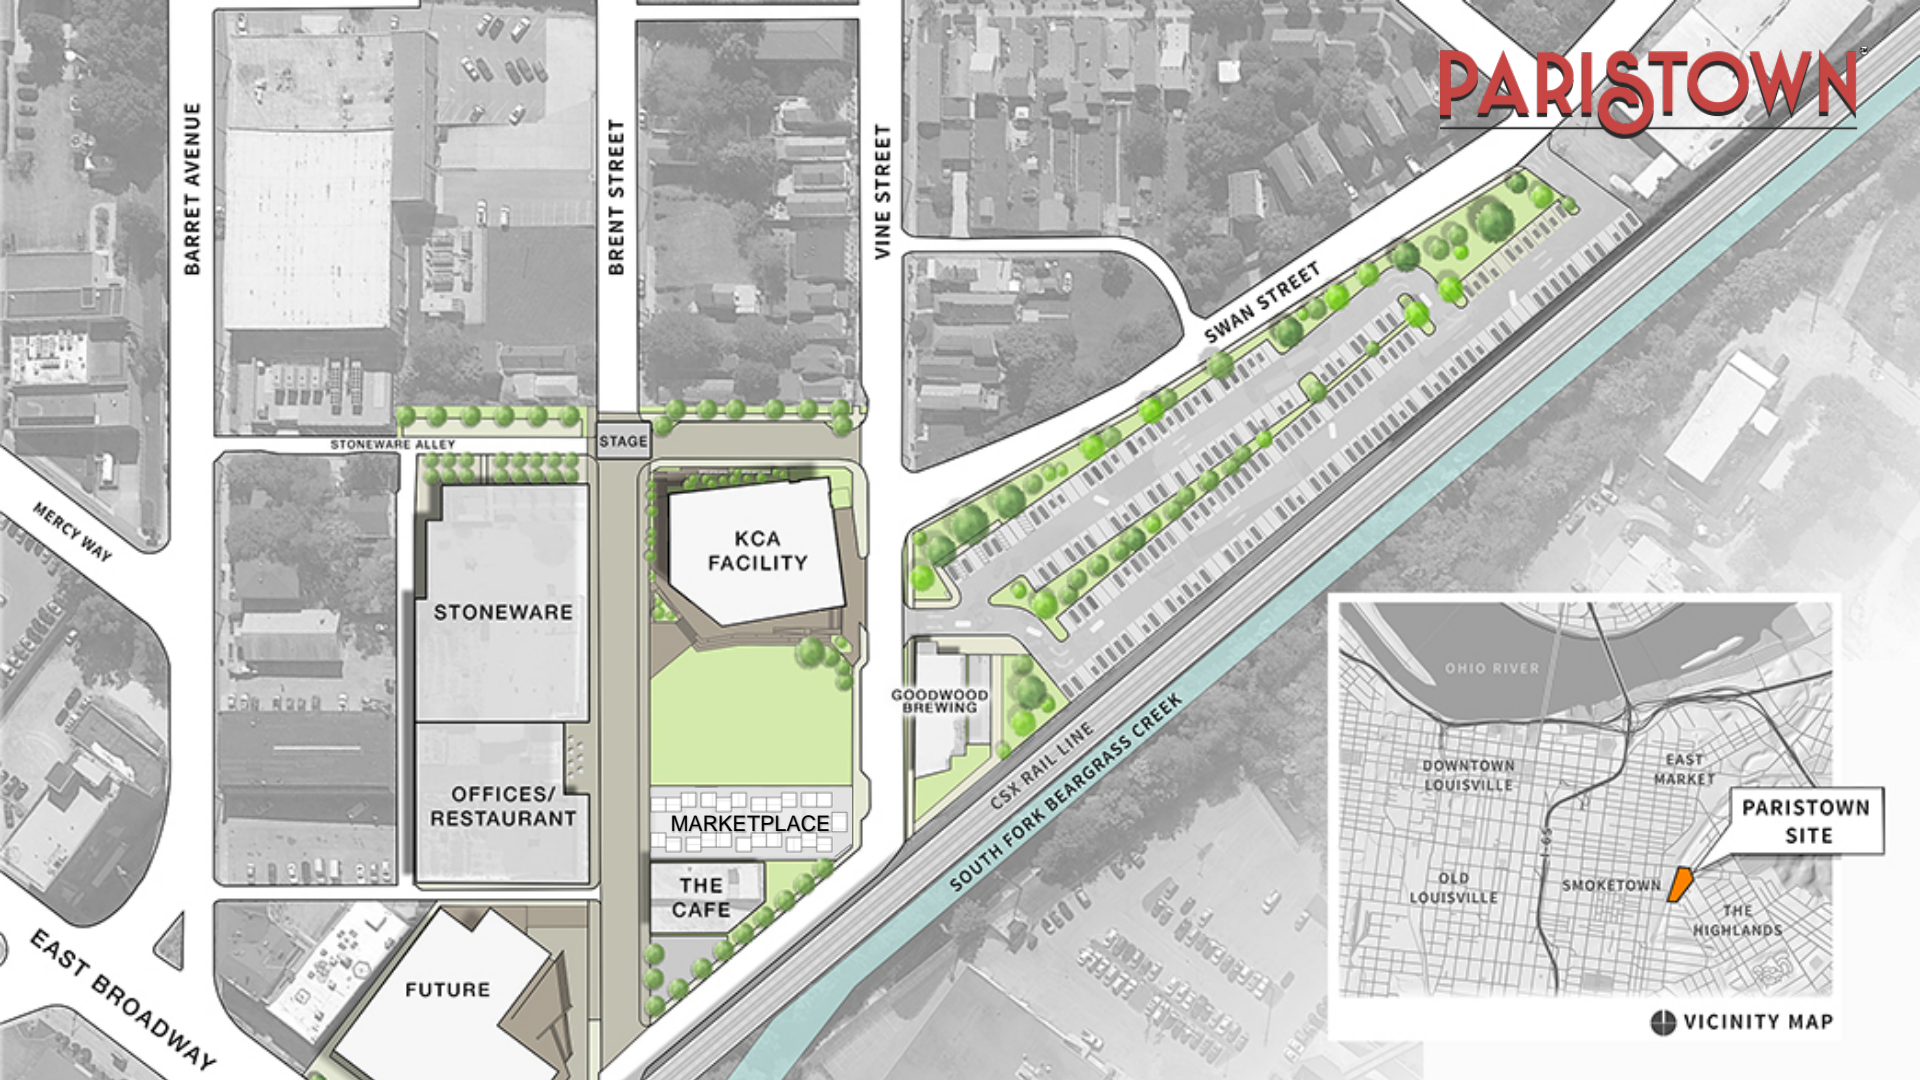 PARISTOWN
BARRET AVENUE
BRENT STREET
VINE STREET
SWAN STREET
STONEWARE ALLEY
STAGE
MERCY WAY
KCA
FACILITY
STONEWARE
GOODWOOD
BREWING
CSX RAIL LINE
SOUTH FORK BEARGRASS CREEK
OFFICES/
RESTAURANT
MARKETPLACE
THE
CAFE
EAST BROADWAY
FUTURE
OHIO RIVER
DOWNTOWN
LOUISVILLE
EAST
MARKET
PARISTOWN
SITE
I-65
OLD
LOUISVILLE
SMOKETOWN
THE
HIGHLANDS
VICINITY MAP